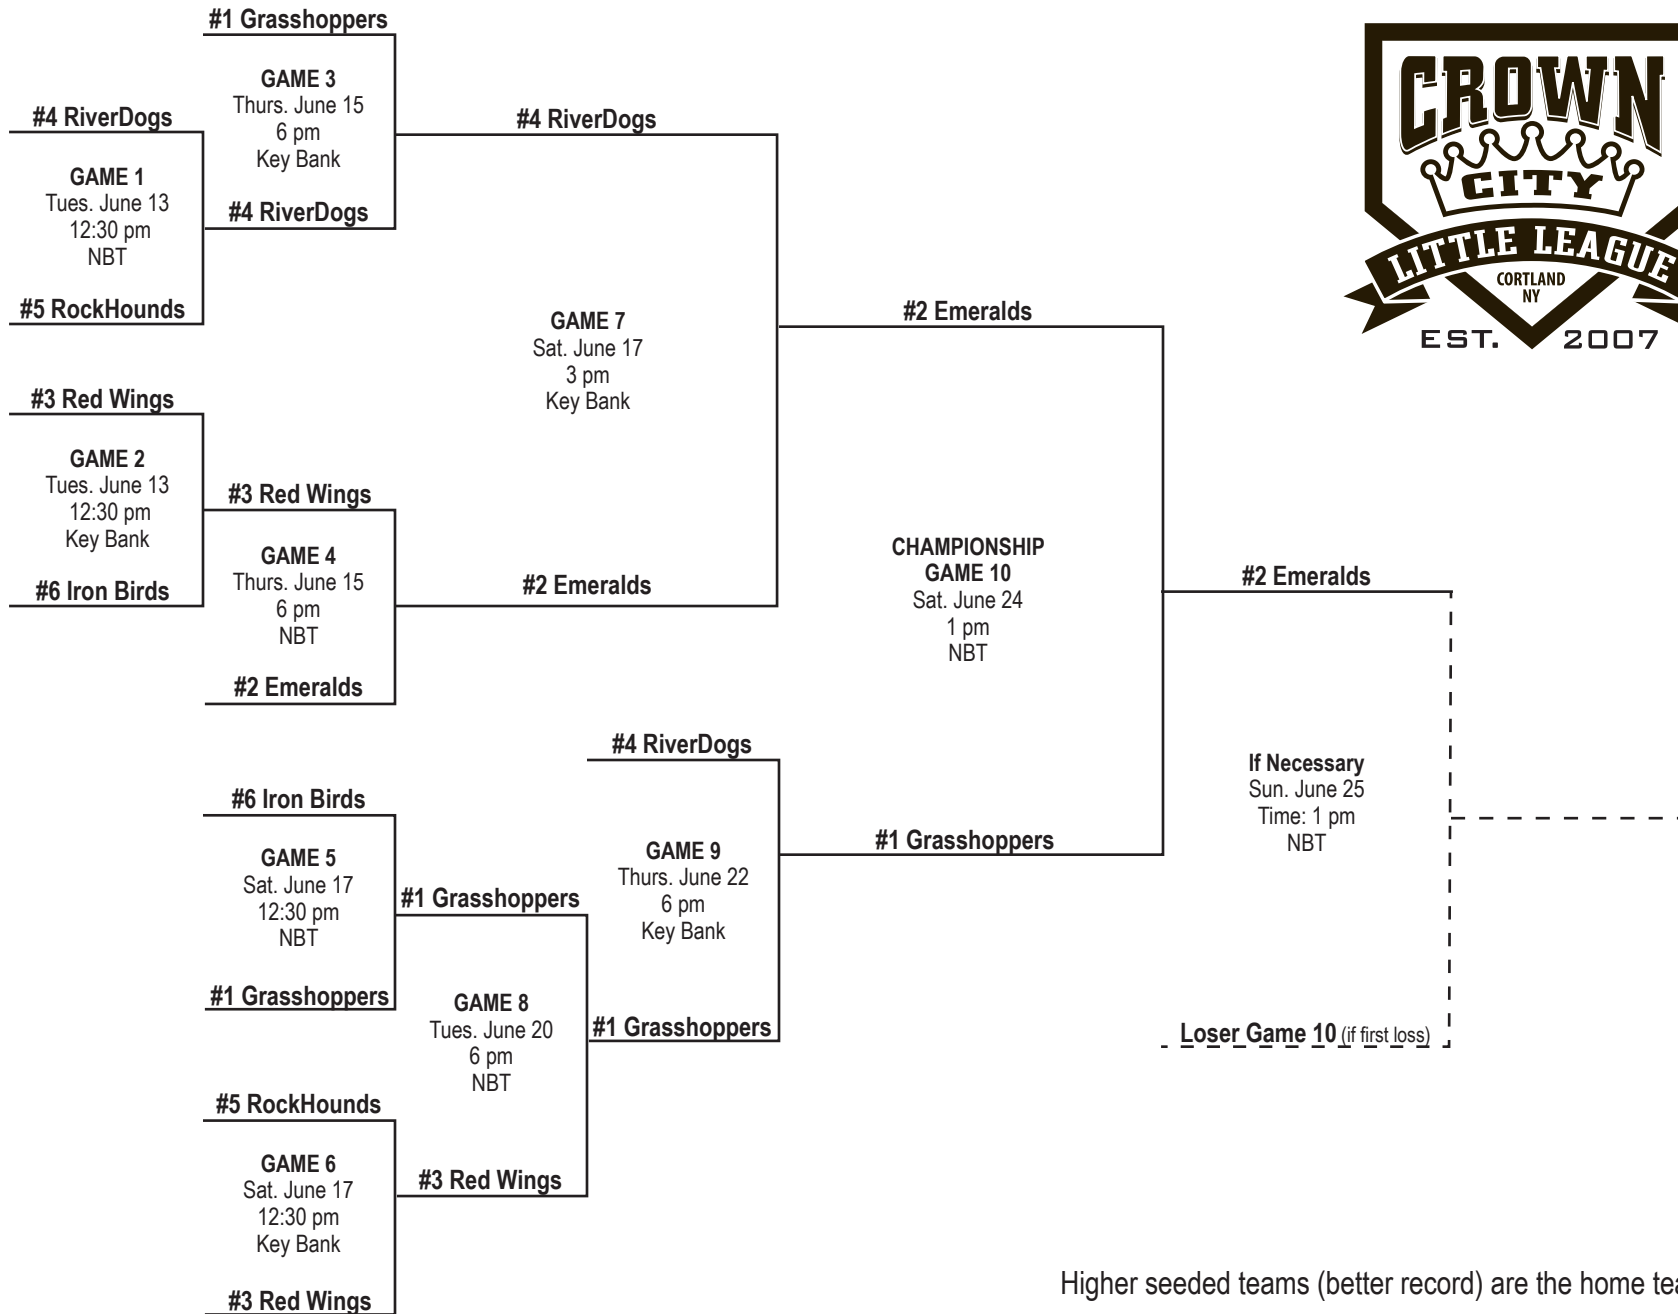 #1 Grasshoppers
GAME 3
Thurs. June 15
6 pm
Key Bank
#4 RiverDogs
#4 RiverDogs
GAME 1
Tues. June 13
12:30 pm
NBT
#5 RockHounds
#4 RiverDogs
#3 Red Wings
GAME 2
Tues. June 13
12:30 pm
Key Bank
#6 Iron Birds
#3 Red Wings
GAME 4
Thurs. June 15
6 pm
NBT
#2 Emeralds
GAME 7
Sat. June 17
3 pm
Key Bank
#2 Emeralds
#2 Emeralds
CHAMPIONSHIP
GAME 10
Sat. June 24
1 pm
NBT
#2 Emeralds
#4 RiverDogs
#6 Iron Birds
GAME 5
Sat. June 17
12:30 pm
NBT
#1 Grasshoppers
#1 Grasshoppers
GAME 8
Tues. June 20
6 pm
NBT
#5 RockHounds
GAME 6
Sat. June 17
12:30 pm
Key Bank
#3 Red Wings
#3 Red Wings
GAME 9
Thurs. June 22
6 pm
Key Bank
#1 Grasshoppers
#1 Grasshoppers
If Necessary
Sun. June 25
Time: 1 pm
NBT
Loser Game 10 (if first loss)
CROWN
CITY
LITTLE LEAGUE
CORTLAND
NY
EST. 2007
Higher seeded teams (better record) are the home